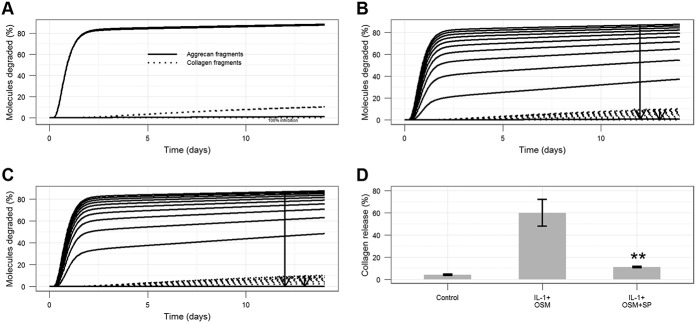 A
Molecules degraded (%)
80
60
40
20
0
Aggrecan fragments
Collagen fragments
100% inhibition
0
5
10
Time (days)
B
Molecules degraded (%)
80
60
40
20
0
0
5
10
Time (days)
C
Molecules degraded (%)
80
60
40
20
0
0
5
10
Time (days)
D
Collagen release (%)
80
60
40
20
0
**
Control
IL-1+
OSM
IL-1+
OSM+SP